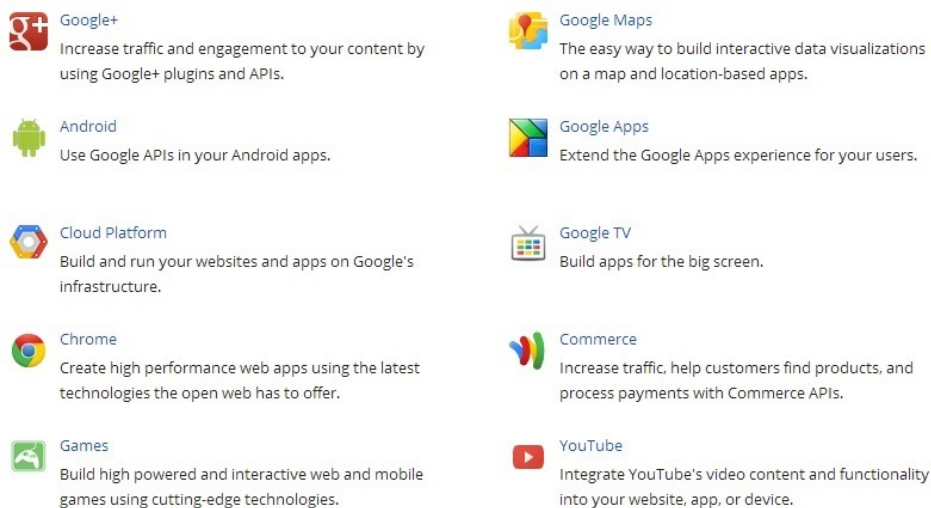 Google+
Increase traffic and engagement to your content by
using Google+ plugins and APIs.
Google Maps
The easy way to build interactive data visualizations
on a map and location-based apps.
Android
Use Google APIs in your Android apps.
Google Apps
Extend the Google Apps experience for your users.
Cloud Platform
Build and run your websites and apps on Google's
infrastructure.
Google TV
Build apps for the big screen.
Chrome
Create high performance web apps using the latest
technologies the open web has to offer.
Commerce
Increase traffic, help customers find products, and
process payments with Commerce APIs.
Games
Build high powered and interactive web and mobile
games using cutting-edge technologies.
YouTube
Integrate YouTube's video content and functionality
into your website, app, or device.